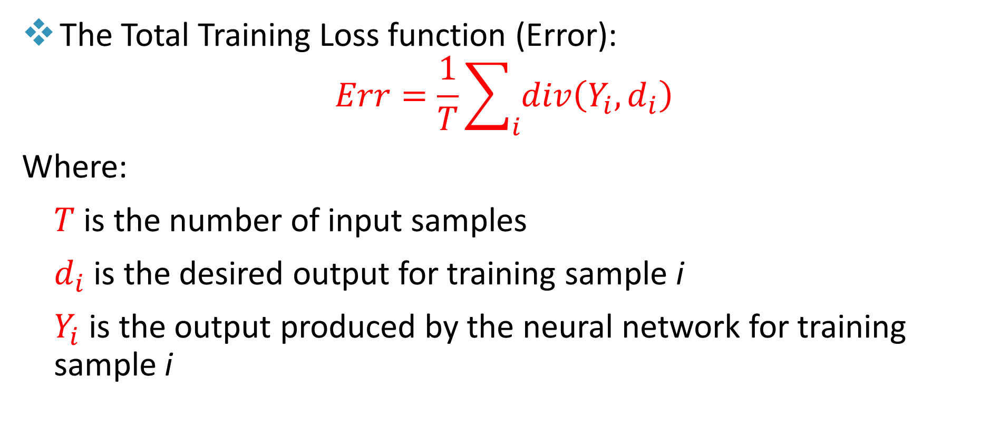 ❖ The Total Training Loss function (Error):
Err = 1/T ∑_i div(Y_i, d_i)
Where:
T is the number of input samples
d_i is the desired output for training sample i
Y_i is the output produced by the neural network for training
sample i